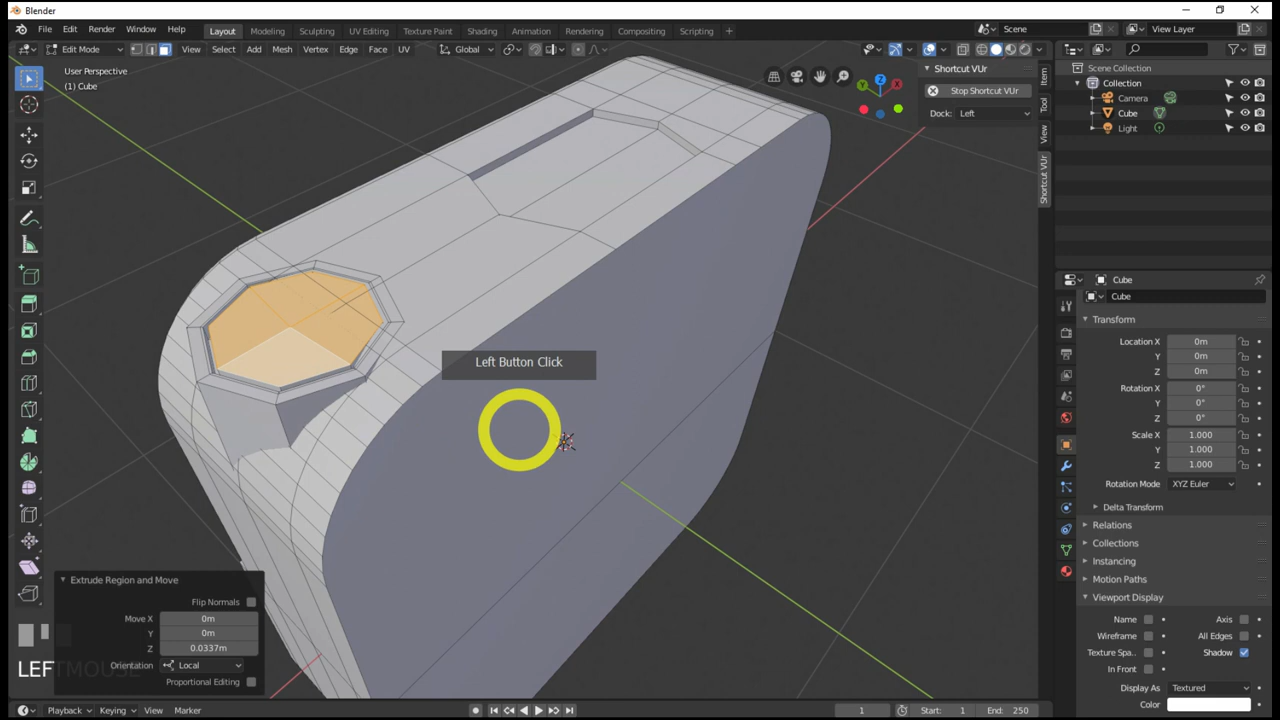 Blender
File Edit Render Window Help
Layout Modeling Sculpting UV Editing Texture Paint Shading Animation Rendering Compositing Scripting +
Scene
View Layer
Edit Mode View Select Add Mesh Vertex Edge Face UV
Global
User Perspective
(1) Cube
Shortcut VUr
Stop Shortcut VUr
Dock: Left
Item
Tool
View
Shortcut VUr
Scene Collection
Collection
Camera
Cube
Light
Left Button Click
Cube
Cube
Transform
Location X 0m
Y 0m
Z 0m
Rotation X 0°
Y 0°
Z 0°
Scale X 1.000
Y 1.000
Z 1.000
Rotation Mode XYZ Euler
Delta Transform
Relations
Collections
Instancing
Motion Paths
Viewport Display
Name Axis
Wireframe All Edges
Texture Spa.. Shadow
In Front
Display As Textured
Color
Extrude Region and Move
Flip Normals
Move X 0m
Y 0m
Z 0.0337m
Orientation Local
Proportional Editing
LEFTMOUSE
Playback Keying View Marker
1 Start: 1 End: 250